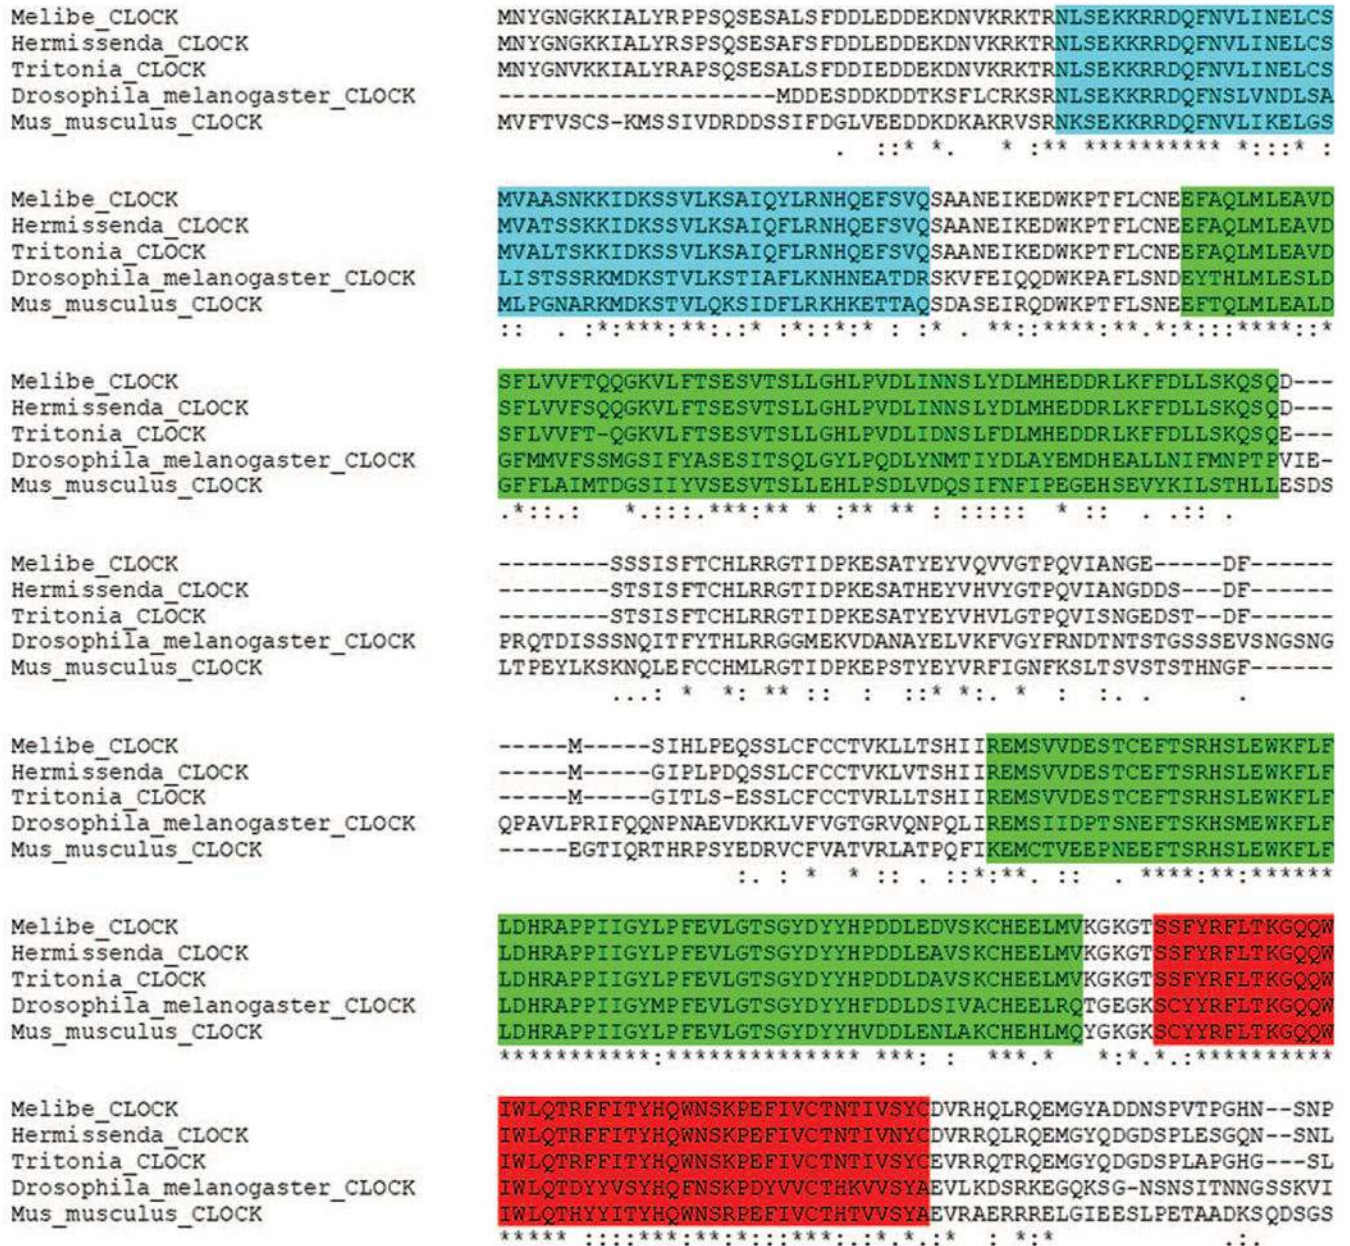 Melibe_CLOCK MNYGNGKKIALYRPPSQSESALSFDDLEDDEKDNVKRKTRNLSEKKRRDQFNVLINELCS
Hermissenda_CLOCK MNYGNGKKIALYRSPSQSESAFSFDDLEDDEKDNVKRKTRNLSEKKRRDQFNVLINELCS
Tritonia_CLOCK MNYGNVKKIALYRAPSQSESALSFDDIEDDEKDNVKRKTRNLSEKKRRDQFNVLINELCS
Drosophila_melanogaster_CLOCK --------------------MDDESDDKDDTKSFLCRKSRNLSEKKRRDQFNSLVNDLSA
Mus_musculus_CLOCK MVFTVSCS-KMSSIVDRDDSSIFDGLVEEDDKDKAKRVSRNKSEKKRRDQFNVLIKELGS
. ::* *. * :** ********** *:::* :
Melibe_CLOCK MVAASNKKIDKSSVLKSAIQYLRNHQEFSVQSAANEIKEDWKPTFLCNEEFAQLMLEAVD
Hermissenda_CLOCK MVATSSKKIDKSSVLKSAIQFLRNHQEFSVQSAANEIKEDWKPTFLCNEEFAQLMLEAVD
Tritonia_CLOCK MVALTSKKIDKSSVLKSAIQFLRNHQEFSVQSAANEIKEDWKPTFLCNEEFAQLMLEAVD
Drosophila_melanogaster_CLOCK LISTSSRKMDKSTVLKSTIAFLKNHNEATDRSKVFEIQQDWKPAFLSNDEYTHLMLESLD
Mus_musculus_CLOCK MLPGNARKMDKSTVLQKSIDFLRKHKETTAQSDASEIRQDWKPTFLSNEEFTQLMLEALD
:: . :*:***:**:.:* :*::*:* : :* . **::****:**.*:*:::****::*
Melibe_CLOCK SFLVVFTQQGKVLFTSESVTSLLGHLPVDLINNSLYDLMHEDDRLKFFDLLSKQSQD---
Hermissenda_CLOCK SFLVVFSQQGKVLFTSESVTSLLGHLPVDLINNSLYDLMHEDDRLKFFDLLSKQSQD---
Tritonia_CLOCK SFLVVFT-QGKVLFTSESVTSLLGHLPVDLIDNSLFDLMHEDDRLKFFDLLSKQSQE---
Drosophila_melanogaster_CLOCK GFMMVFSSMGSIFYASESITSQLGYLPQDLYNMTIYDLAYEMDHEALLNIFMNPTPVIE-
Mus_musculus_CLOCK GFFLAIMTDGSIIYVSESVTSLLEHLPSDLVDQSIFNFIPEGEHSEVYKILSTHLLESDS
.*::.: *.:::.***:** * :** ** : ::::: * :: . .:: .
Melibe_CLOCK --------SSSISFTCHLRRGTIDPKESATYEYVQVVGTPQVIANGE-----DF------
Hermissenda_CLOCK --------STSISFTCHLRRGTIDPKESATHEYVHVYGTPQVIANGDDS---DF------
Tritonia_CLOCK --------STSISFTCHLRRGTIDPKESATYEYVHVLGTPQVISNGEDST--DF------
Drosophila_melanogaster_CLOCK PRQTDISSSNQITFYTHLRRGGMEKVDANAYELVKFVGYFRNDTNTSTGSSSEVSNGSNG
Mus_musculus_CLOCK LTPEYLKSKNQLEFCCHMLRGTIDPKEPSTYEYVRFIGNFKSLTSVSTSTHNGF------
...: * *: ** :: : ::* *:. * : :. . .
Melibe_CLOCK -----M-----SIHLPEQSSLCFCCTVKLLTSHIIREMSVVDESTCEFTSRHSLEWKFLF
Hermissenda_CLOCK -----M-----GIPLPDQSSLCFCCTVKLVTSHIIREMSVVDESTCEFTSRHSLEWKFLF
Tritonia_CLOCK -----M-----GITLS-ESSLCFCCTVRLLTSHIIREMSVVDESTCEFTSRHSLEWKFLF
Drosophila_melanogaster_CLOCK QPAVLPRIFQQNPNAEVDKKLVFVGTGRVQNPQLIREMSIIDPTSNEFTSKHSMEWKFLF
Mus_musculus_CLOCK -----EGTIQRTHRPSYEDRVCFVATVRLATPQFIKEMCTVEEPNEEFTSRHSLEWKFLF
:. : * * :: . ::*:**. :: . ****:**:******
Melibe_CLOCK LDHRAPPIIGYLPFEVLGTSGYDYYHPDDLEDVSKCHEELMVKGKGTSSFYRFLTKGQQW
Hermissenda_CLOCK LDHRAPPIIGYLPFEVLGTSGYDYYHPDDLEAVSKCHEELMVKGKGTSSFYRFLTKGQQW
Tritonia_CLOCK LDHRAPPIIGYLPFEVLGTSGYDYYHPDDLDAVSKCHEELMVKGKGTSSFYRFLTKGQQW
Drosophila_melanogaster_CLOCK LDHRAPPIIGYMPFEVLGTSGYDYYHFDDLDSIVACHEELRQTGEGKSCYYRFLTKGQQW
Mus_musculus_CLOCK LDHRAPPIIGYLPFEVLGTSGYDYYHVDDLENLAKCHEHLMQYGKGKSCYYRFLTKGQQW
***********:************** ***: : ***.* *:*.*.:**********
Melibe_CLOCK IWLQTRFFITYHQWNSKPEFIVCTNTIVSYCDVRHQLRQEMGYADDNSPVTPGHN--SNP
Hermissenda_CLOCK IWLQTRFFITYHQWNSKPEFIVCTNTIVNYCDVRRQLRQEMGYQDGDSPLESGQN--SNL
Tritonia_CLOCK IWLQTRFFITYHQWNSKPEFIVCTNTIVSYCEVRRQTRQEMGYQDGDSPLAPGHG---SL
Drosophila_melanogaster_CLOCK IWLQTDYYVSYHQFNSKPDYVVCTHKVVSYAEVLKDSRKEGQKSG-NSNSITNNGSSKVI
Mus_musculus_CLOCK IWLQTHYYITYHQWNSRPEFIVCTHTVVSYAEVRAERRRELGIEESLPETAADKSQDSGS
***** :::***:**:*::***:.:*.*.:* : *:* .:.